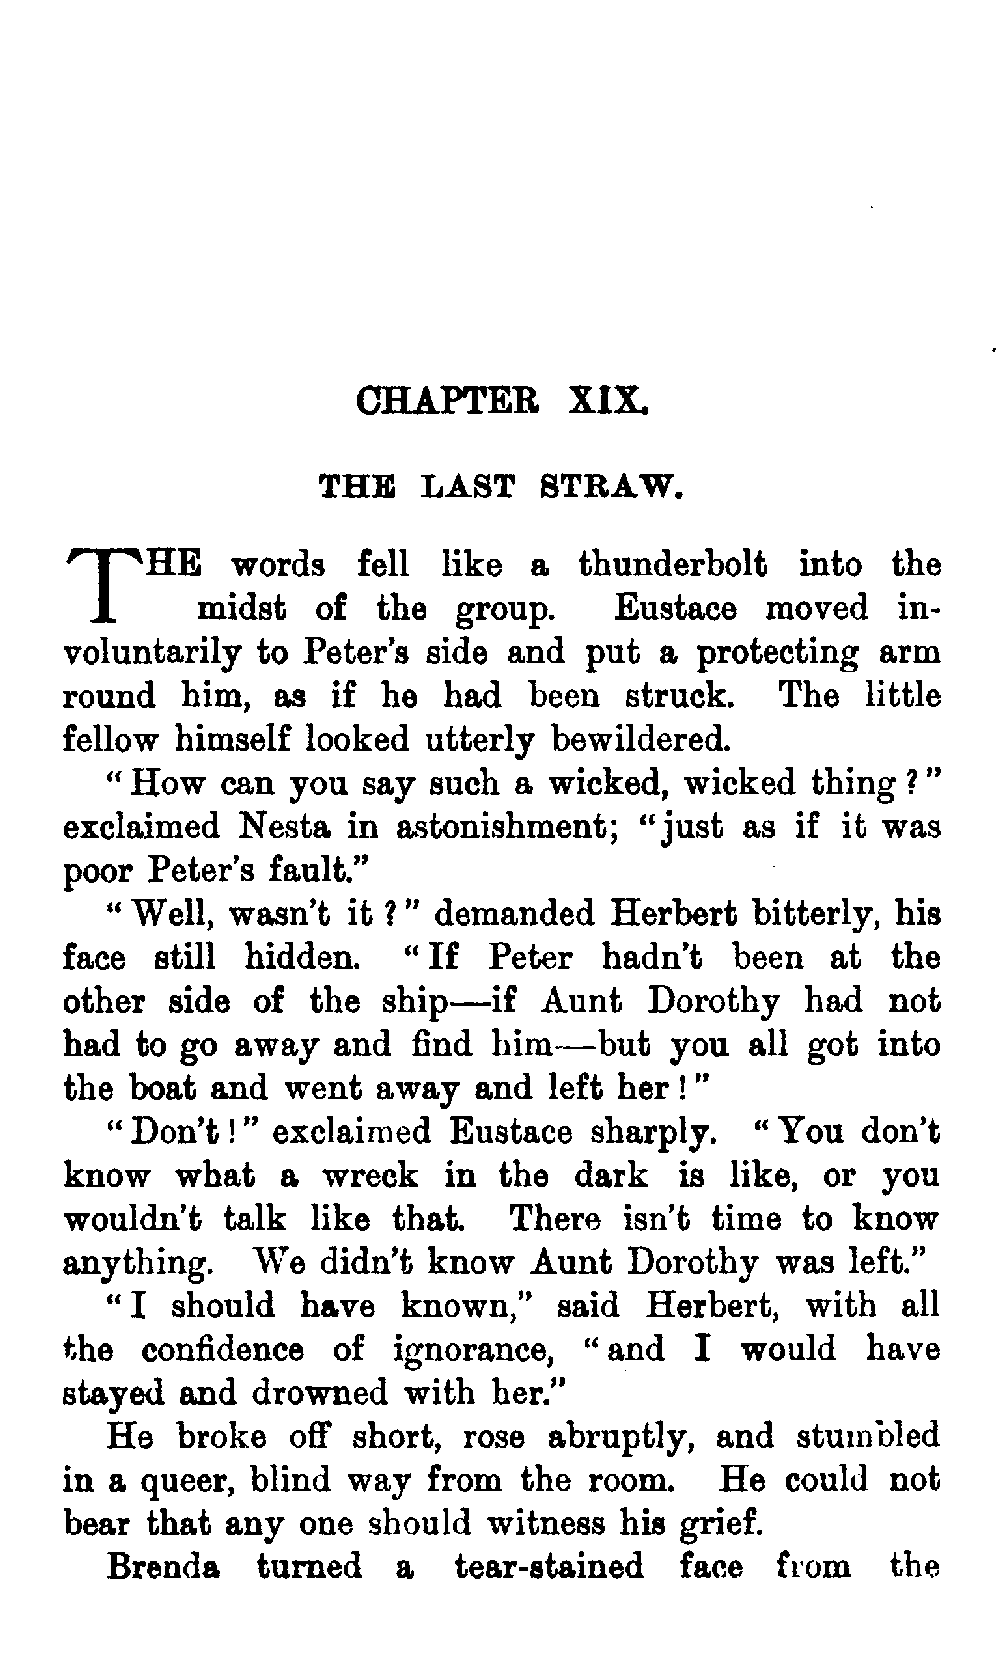 CHAPTER XIX.
THE LAST STRAW.
THE words fell like a thunderbolt into the
midst of the group. Eustace moved in-
voluntarily to Peter's side and put a protecting arm
round him, as if he had been struck. The little
fellow himself looked utterly bewildered.
"How can you say such a wicked, wicked thing?"
exclaimed Nesta in astonishment; "just as if it was
poor Peter's fault."
"Well, wasn't it?" demanded Herbert bitterly, his
face still hidden. "If Peter hadn't been at the
other side of the ship—if Aunt Dorothy had not
had to go away and find him—but you all got into
the boat and went away and left her!"
"Don't!" exclaimed Eustace sharply. "You don't
know what a wreck in the dark is like, or you
wouldn't talk like that. There isn't time to know
anything. We didn't know Aunt Dorothy was left."
"I should have known," said Herbert, with all
the confidence of ignorance, "and I would have
stayed and drowned with her."
He broke off short, rose abruptly, and stumbled
in a queer, blind way from the room. He could not
bear that any one should witness his grief.
Brenda turned a tear-stained face from the